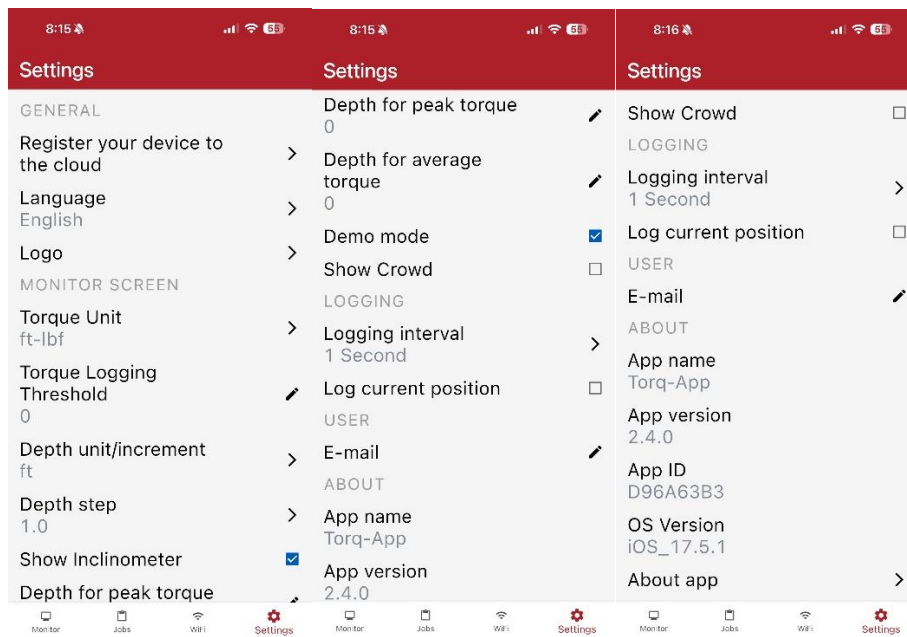 8:15
55
Settings
GENERAL
Register your device to
the cloud
Language
English
Logo
MONITOR SCREEN
Torque Unit
ft-lbf
Torque Logging
Threshold
0
Depth unit/increment
ft
Depth step
1.0
Show Inclinometer
Depth for peak torque
Monitor
Jobs
WiFi
Settings
8:15
55
Settings
Depth for peak torque
0
Depth for average
torque
0
Demo mode
Show Crowd
LOGGING
Logging interval
1 Second
Log current position
USER
E-mail
ABOUT
App name
Torq-App
App version
2.4.0
Monitor
Jobs
WiFi
Settings
8:16
55
Settings
Show Crowd
LOGGING
Logging interval
1 Second
Log current position
USER
E-mail
ABOUT
App name
Torq-App
App version
2.4.0
App ID
D96A63B3
OS Version
iOS_17.5.1
About app
Monitor
Jobs
WiFi
Settings